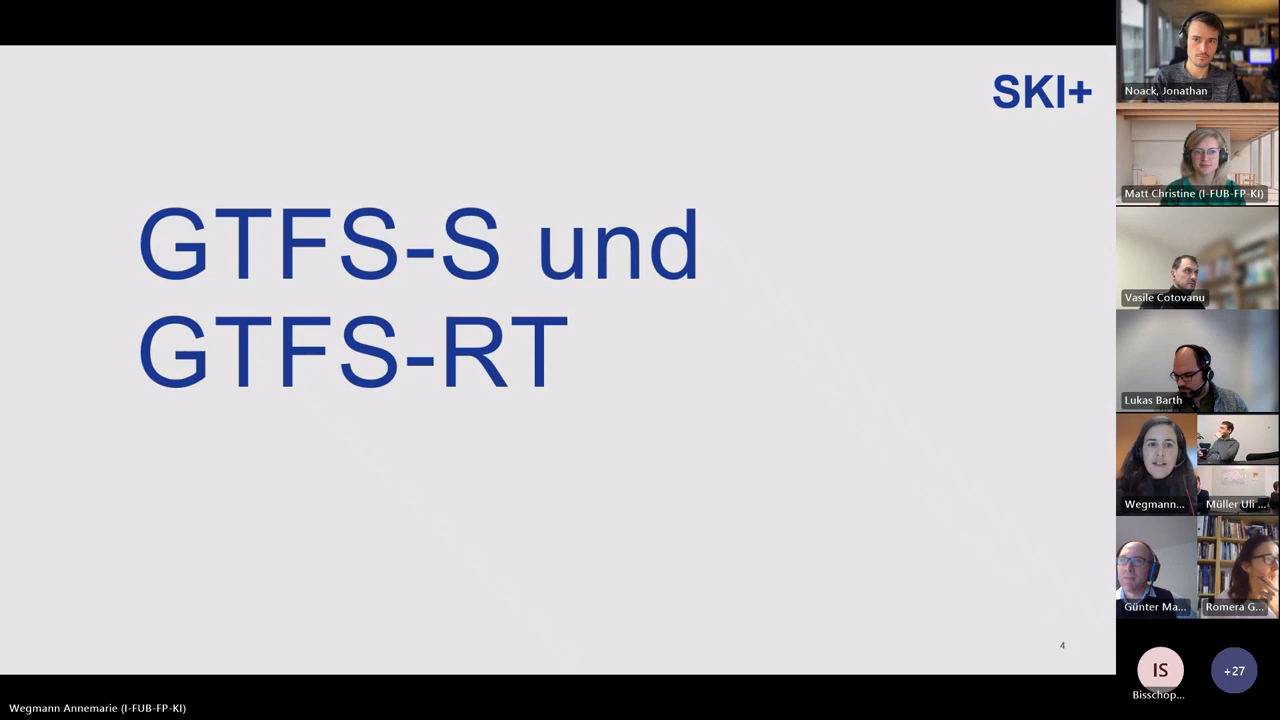 SKI+
GTFS-S und
GTFS-RT
4
Wegmann Annemarie (I-FUB-FP-KI)
Noack, Jonathan
Matt Christine (I-FUB-FP-KI)
Vasile Cotovanu
Lukas Barth
Wegmann...
Müller Uli ...
Günter Ma...
Romera G...
IS
+27
Bisschop...